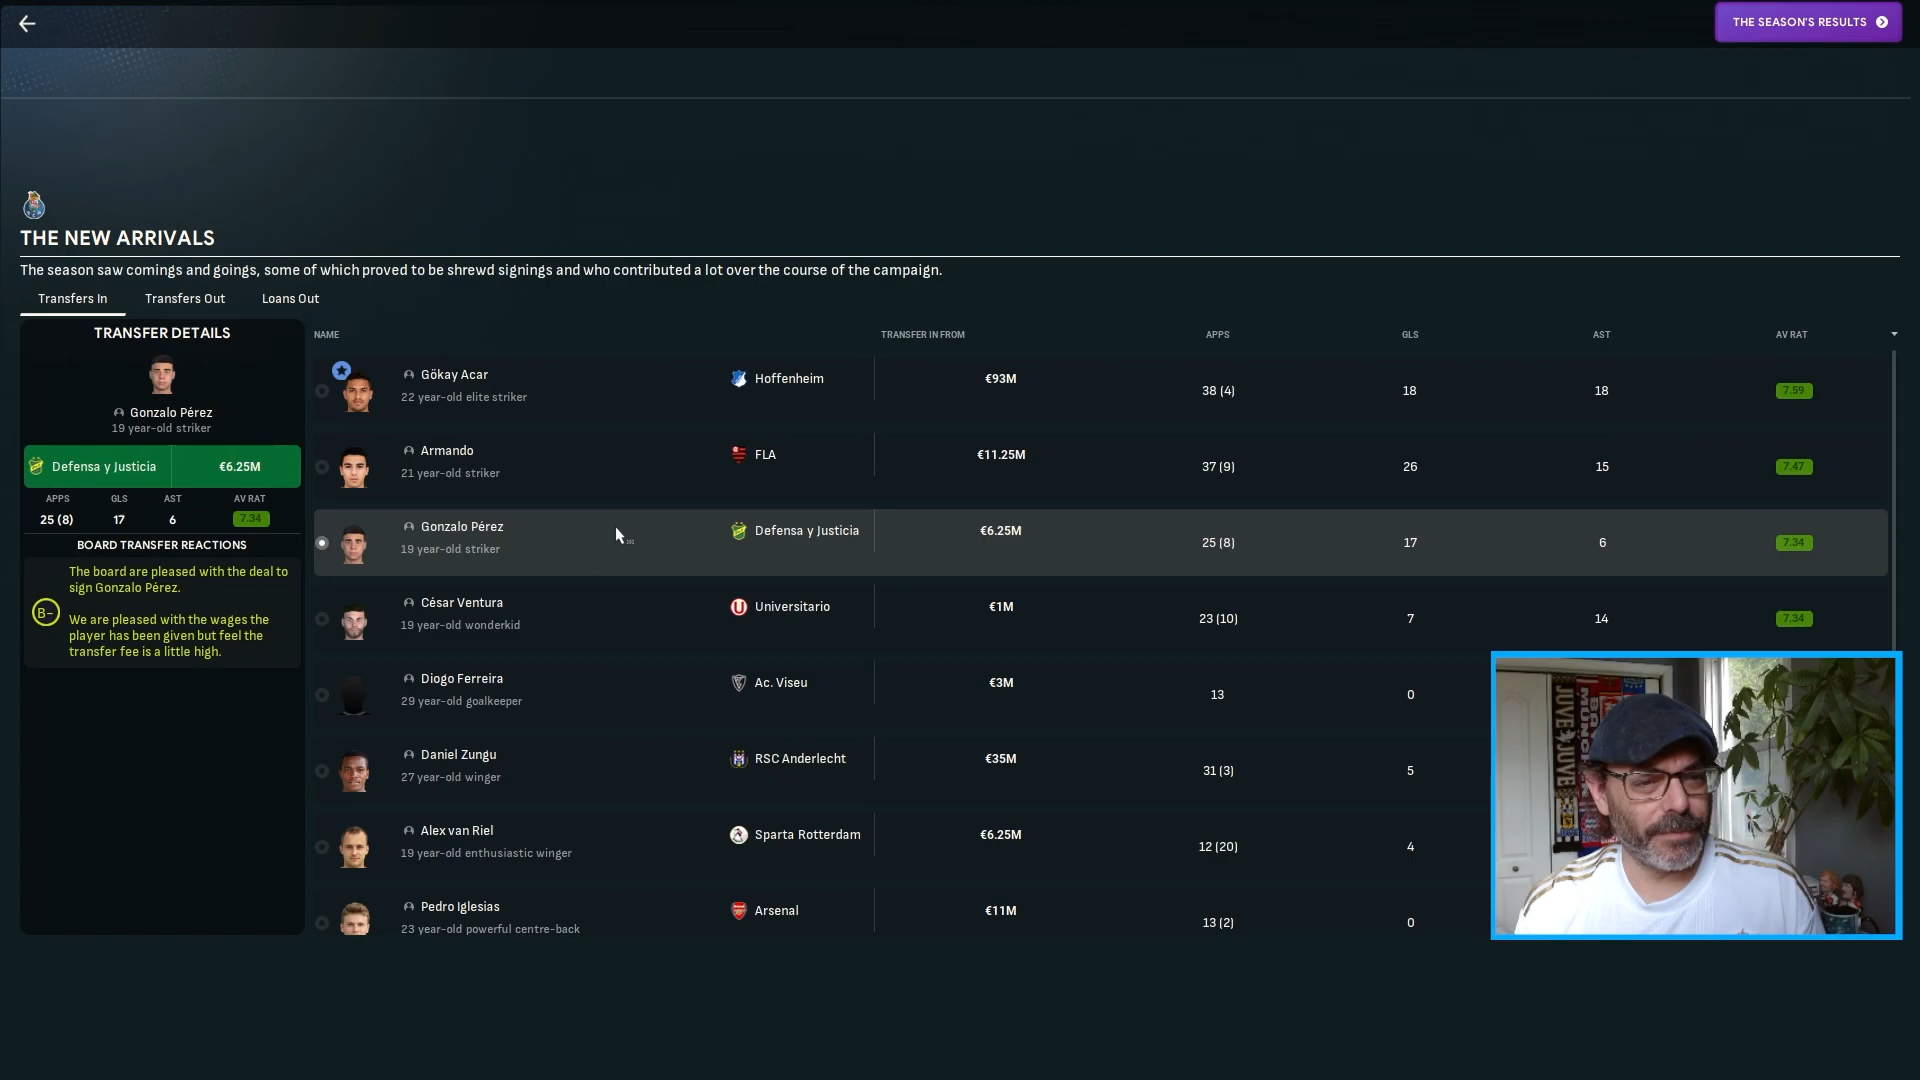 THE SEASON'S RESULTS
THE NEW ARRIVALS
The season saw comings and goings, some of which proved to be shrewd signings and who contributed a lot over the course of the campaign.
Transfers In Transfers Out Loans Out
TRANSFER DETAILS
Gonzalo Pérez
19 year-old striker
Defensa y Justicia €6.25M
APPS GLS AST AV RAT
25 (8) 17 6 7.34
BOARD TRANSFER REACTIONS
B-
The board are pleased with the deal to
sign Gonzalo Pérez.
We are pleased with the wages the
player has been given but feel the
transfer fee is a little high.
NAME TRANSFER IN FROM APPS GLS AST AV RAT
Gökay Acar Hoffenheim €93M 38 (4) 18 18 7.59
22 year-old elite striker
Armando FLA €11.25M 37 (9) 26 15 7.47
21 year-old striker
Gonzalo Pérez Defensa y Justicia €6.25M 25 (8) 17 6 7.34
19 year-old striker
César Ventura Universitario €1M 23 (10) 7 14 7.34
19 year-old wonderkid
Diogo Ferreira Ac. Viseu €3M 13 0
29 year-old goalkeeper
Daniel Zungu RSC Anderlecht €35M 31 (3) 5
27 year-old winger
Alex van Riel Sparta Rotterdam €6.25M 12 (20) 4
19 year-old enthusiastic winger
Pedro Iglesias Arsenal €11M 13 (2) 0
23 year-old powerful centre-back
JUVE JUVE